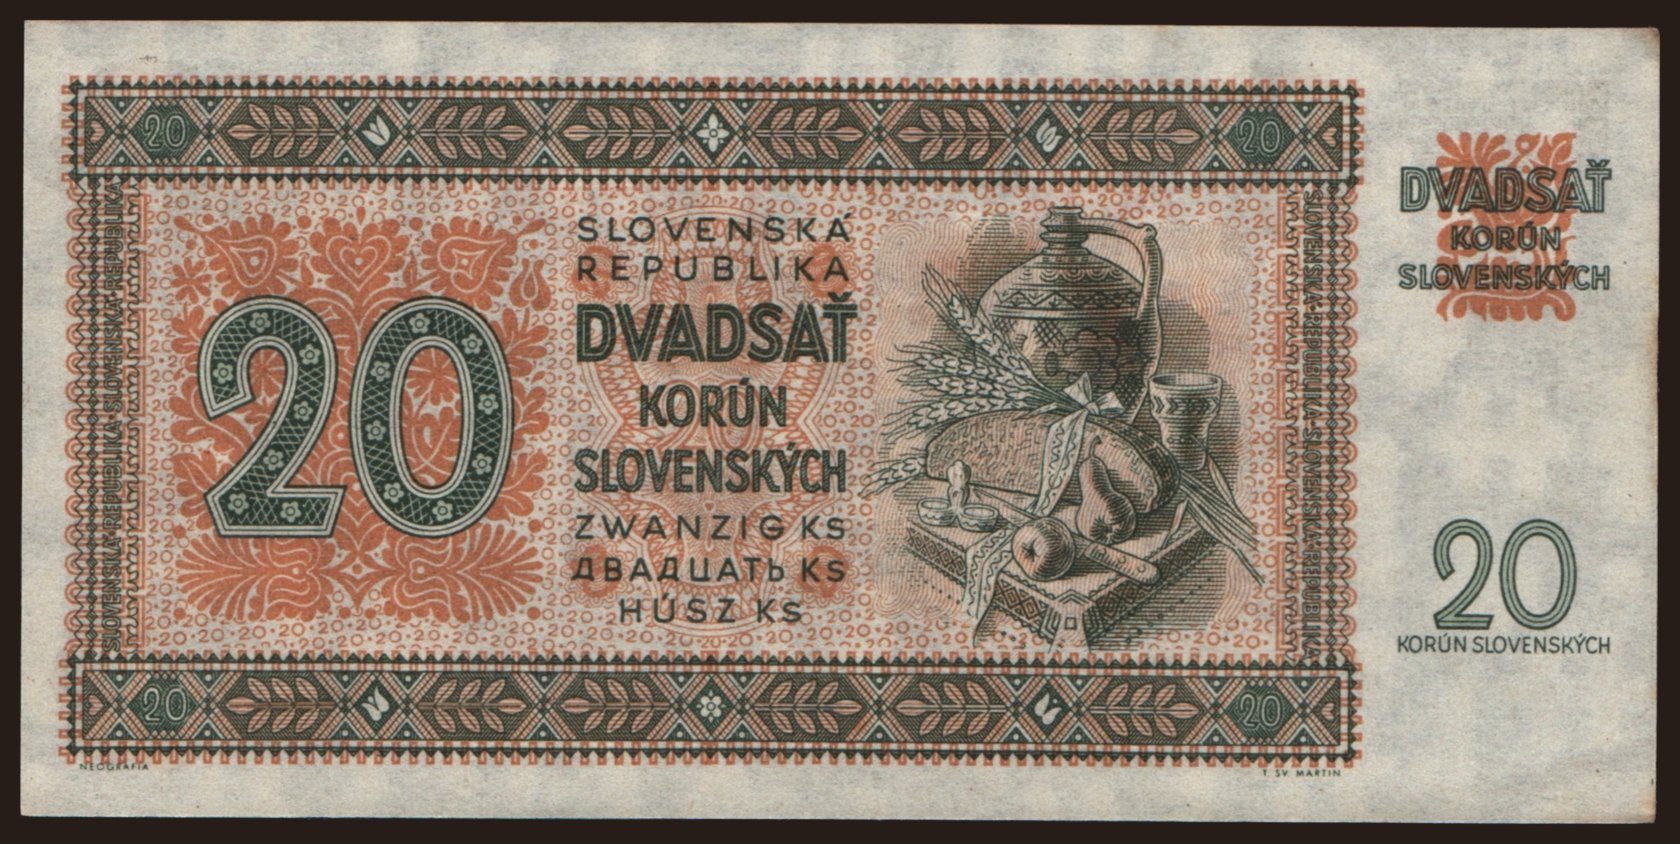 20
20
SLOVENSKÁ
REPUBLIKA
DVADSAŤ
KORÚN
SLOVENSKÝCH
ZWANZIG KS
ДВАДЦАТЬ KS
HÚSZ KS
20
SLOVENSKÁ·REPUBLIKA·SLOVENSKÁ·REPUBLIKA
SLOVENSKÁ·REPUBLIKA·SLOVENSKÁ·REPUBLIKA
DVADSAŤ
KORÚN
SLOVENSKÝCH
20
KORÚN SLOVENSKÝCH
20
20
NEOGRAFIA
T. SV. MARTIN